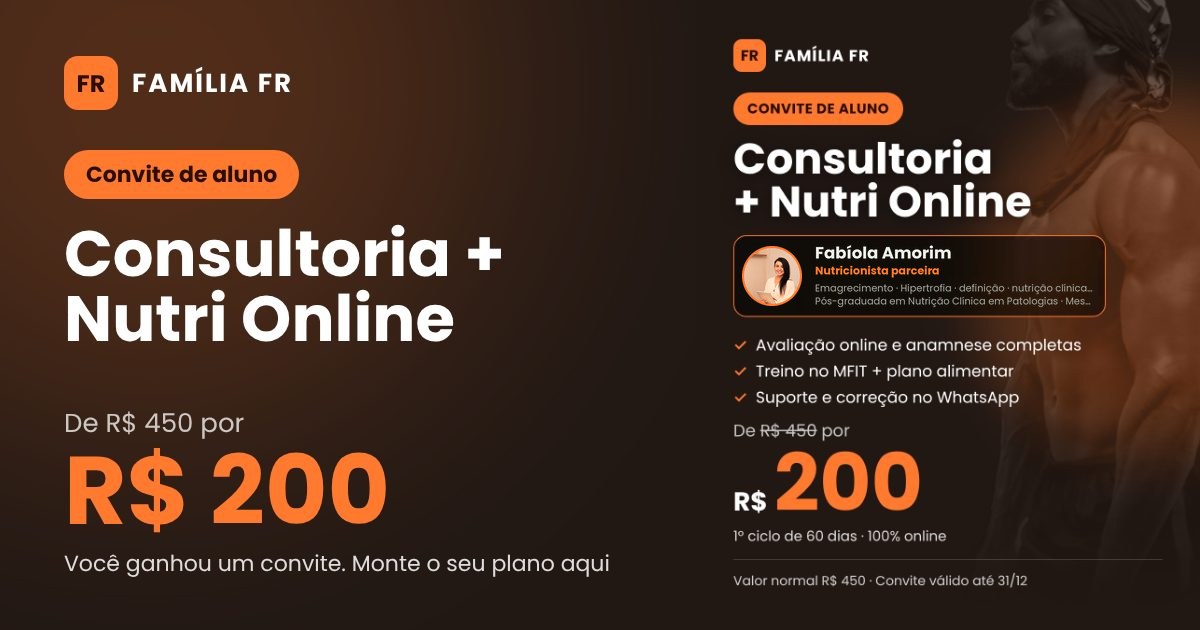 FR FAMÍLIA FR
Convite de aluno
Consultoria +
Nutri Online
De R$ 450 por
R$ 200
Você ganhou um convite. Monte o seu plano aqui
FR FAMÍLIA FR
CONVITE DE ALUNO
Consultoria
+ Nutri Online
Fabíola Amorim
Nutricionista parceira
Emagrecimento · Hipertrofia · definição · nutrição clínica...
Pós-graduada em Nutrição Clínica em Patologias · Mes...
Avaliação online e anamnese completas
Treino no MFIT + plano alimentar
Suporte e correção no WhatsApp
De R$ 450 por
R$ 200
1º ciclo de 60 dias · 100% online
Valor normal R$ 450 · Convite válido até 31/12